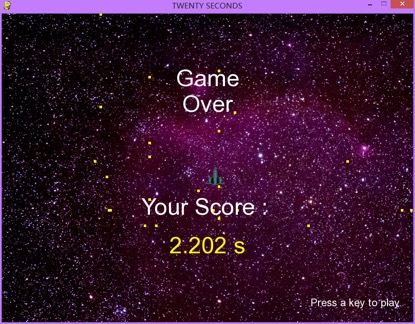 TWENTY SECONDS
Game
Over
Your Score :
2.202 s
Press a key to play